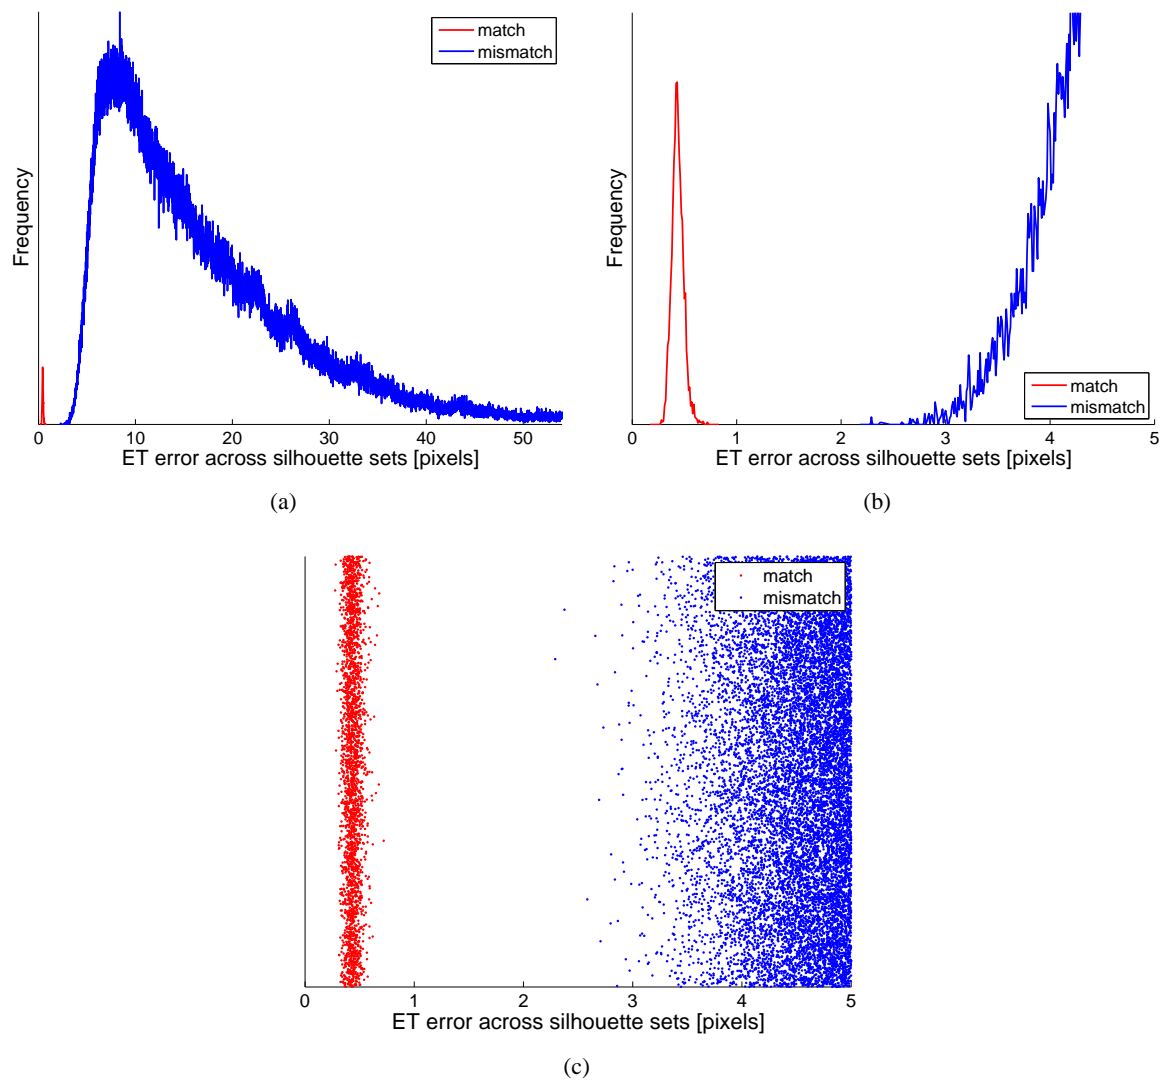 match
mismatch
Frequency
0 10 20 30 40 50
ET error across silhouette sets [pixels]
(a)
match
mismatch
Frequency
0 1 2 3 4 5
ET error across silhouette sets [pixels]
(b)
match
mismatch
0 1 2 3 4 5
ET error across silhouette sets [pixels]
(c)